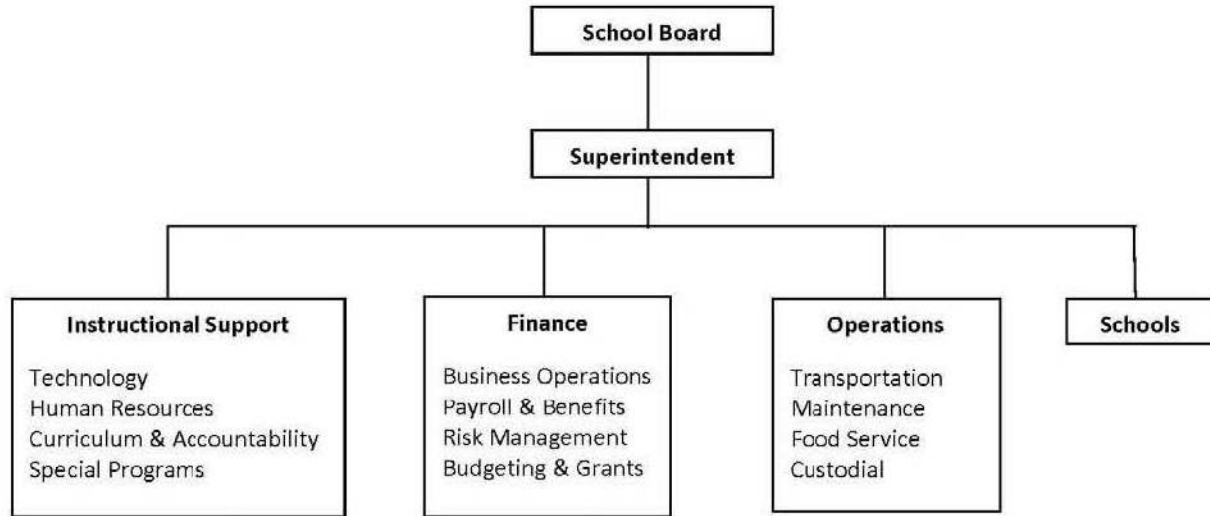 School Board
Superintendent
Instructional Support
Technology
Human Resources
Curriculum & Accountability
Special Programs
Finance
Business Operations
Payroll & Benefits
Risk Management
Budgeting & Grants
Operations
Transportation
Maintenance
Food Service
Custodial
Schools